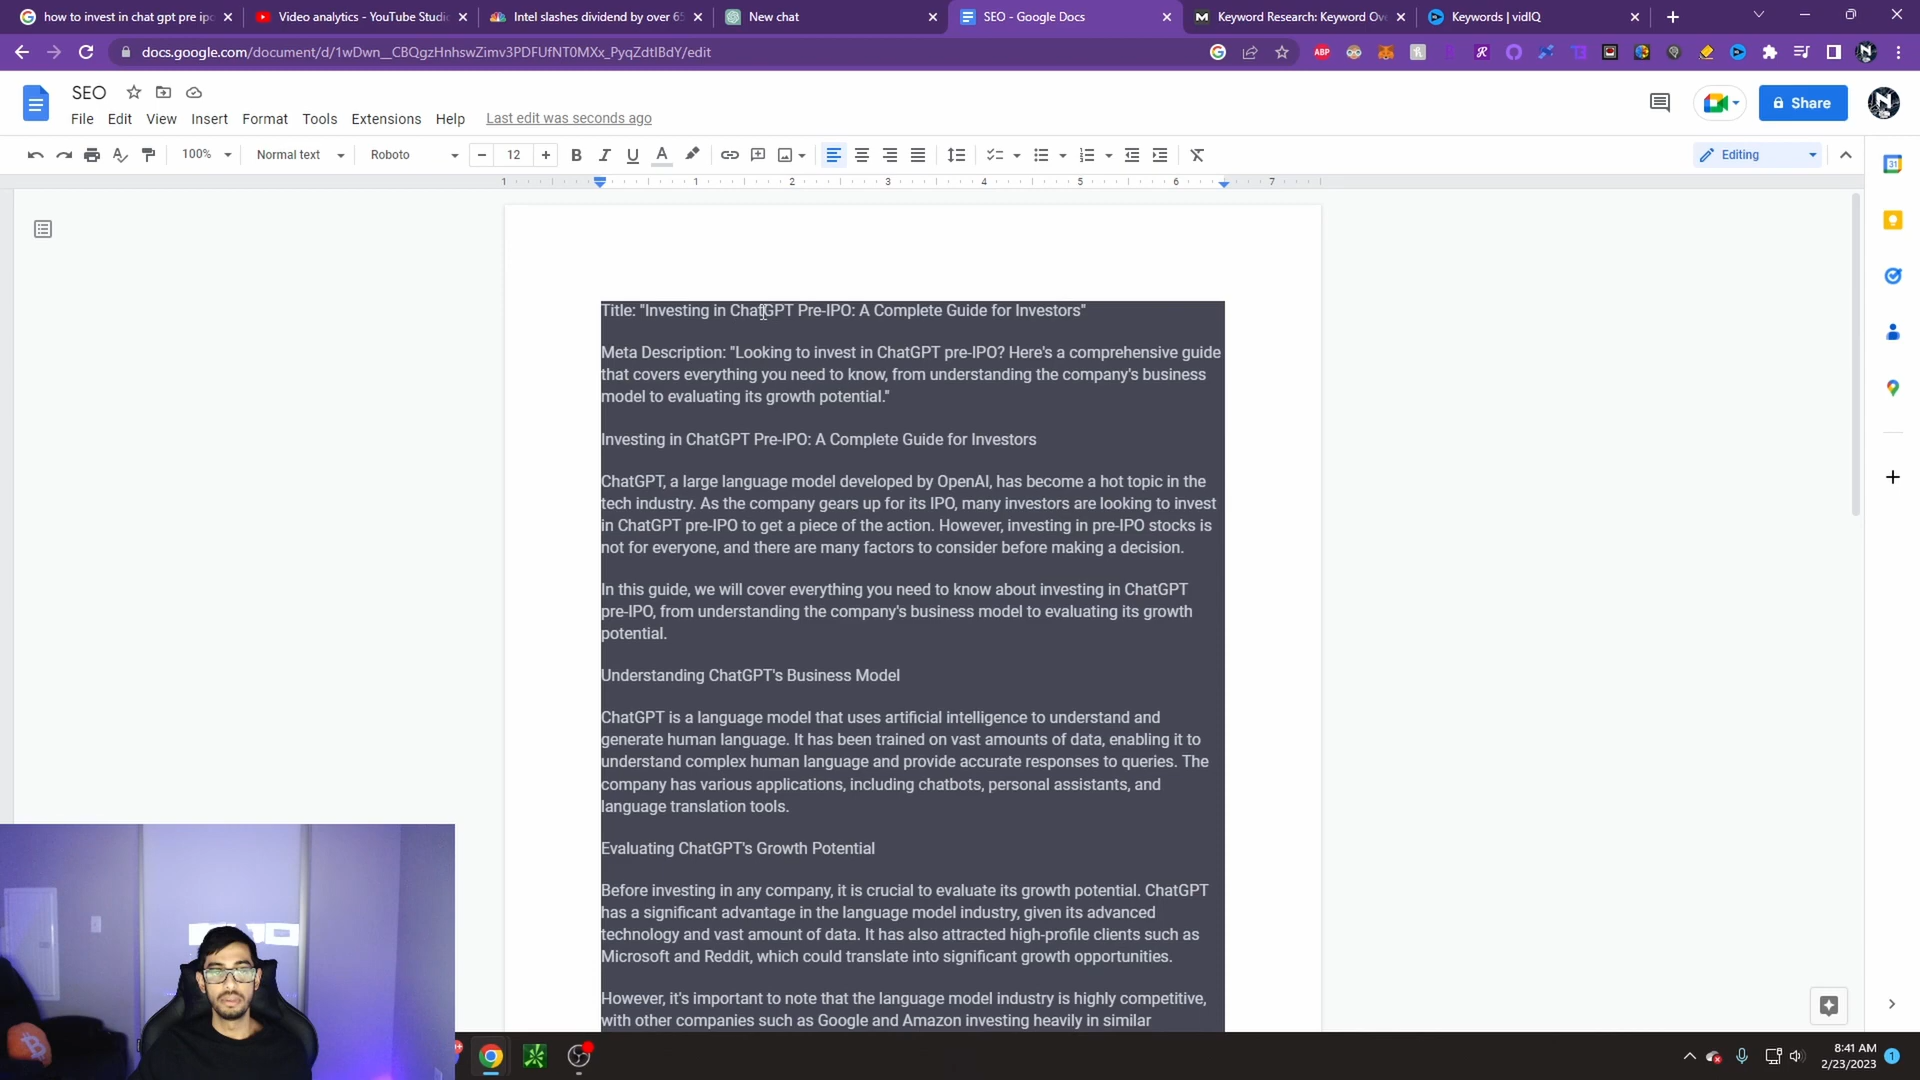 how to invest in chat gpt pre ipo
Video analytics - YouTube Studio
Intel slashes dividend by over 65
New chat
SEO - Google Docs
Keyword Research: Keyword Ov
Keywords | vidIQ
docs.google.com/document/d/1wDwn__CBQgzHnhswZimv3PDFUfNT0MXx_PyqZdtIBdY/edit
SEO
File Edit View Insert Format Tools Extensions Help Last edit was seconds ago
Share
100% Normal text Roboto 12 Editing
1 1 2 3 4 5 6 7
Title: "Investing in ChatGPT Pre-IPO: A Complete Guide for Investors"
Meta Description: "Looking to invest in ChatGPT pre-IPO? Here's a comprehensive guide
that covers everything you need to know, from understanding the company's business
model to evaluating its growth potential."
Investing in ChatGPT Pre-IPO: A Complete Guide for Investors
ChatGPT, a large language model developed by OpenAI, has become a hot topic in the
tech industry. As the company gears up for its IPO, many investors are looking to invest
in ChatGPT pre-IPO to get a piece of the action. However, investing in pre-IPO stocks is
not for everyone, and there are many factors to consider before making a decision.
In this guide, we will cover everything you need to know about investing in ChatGPT
pre-IPO, from understanding the company's business model to evaluating its growth
potential.
Understanding ChatGPT's Business Model
ChatGPT is a language model that uses artificial intelligence to understand and
generate human language. It has been trained on vast amounts of data, enabling it to
understand complex human language and provide accurate responses to queries. The
company has various applications, including chatbots, personal assistants, and
language translation tools.
Evaluating ChatGPT's Growth Potential
Before investing in any company, it is crucial to evaluate its growth potential. ChatGPT
has a significant advantage in the language model industry, given its advanced
technology and vast amount of data. It has also attracted high-profile clients such as
Microsoft and Reddit, which could translate into significant growth opportunities.
However, it's important to note that the language model industry is highly competitive,
with other companies such as Google and Amazon investing heavily in similar
8:41 AM
2/23/2023